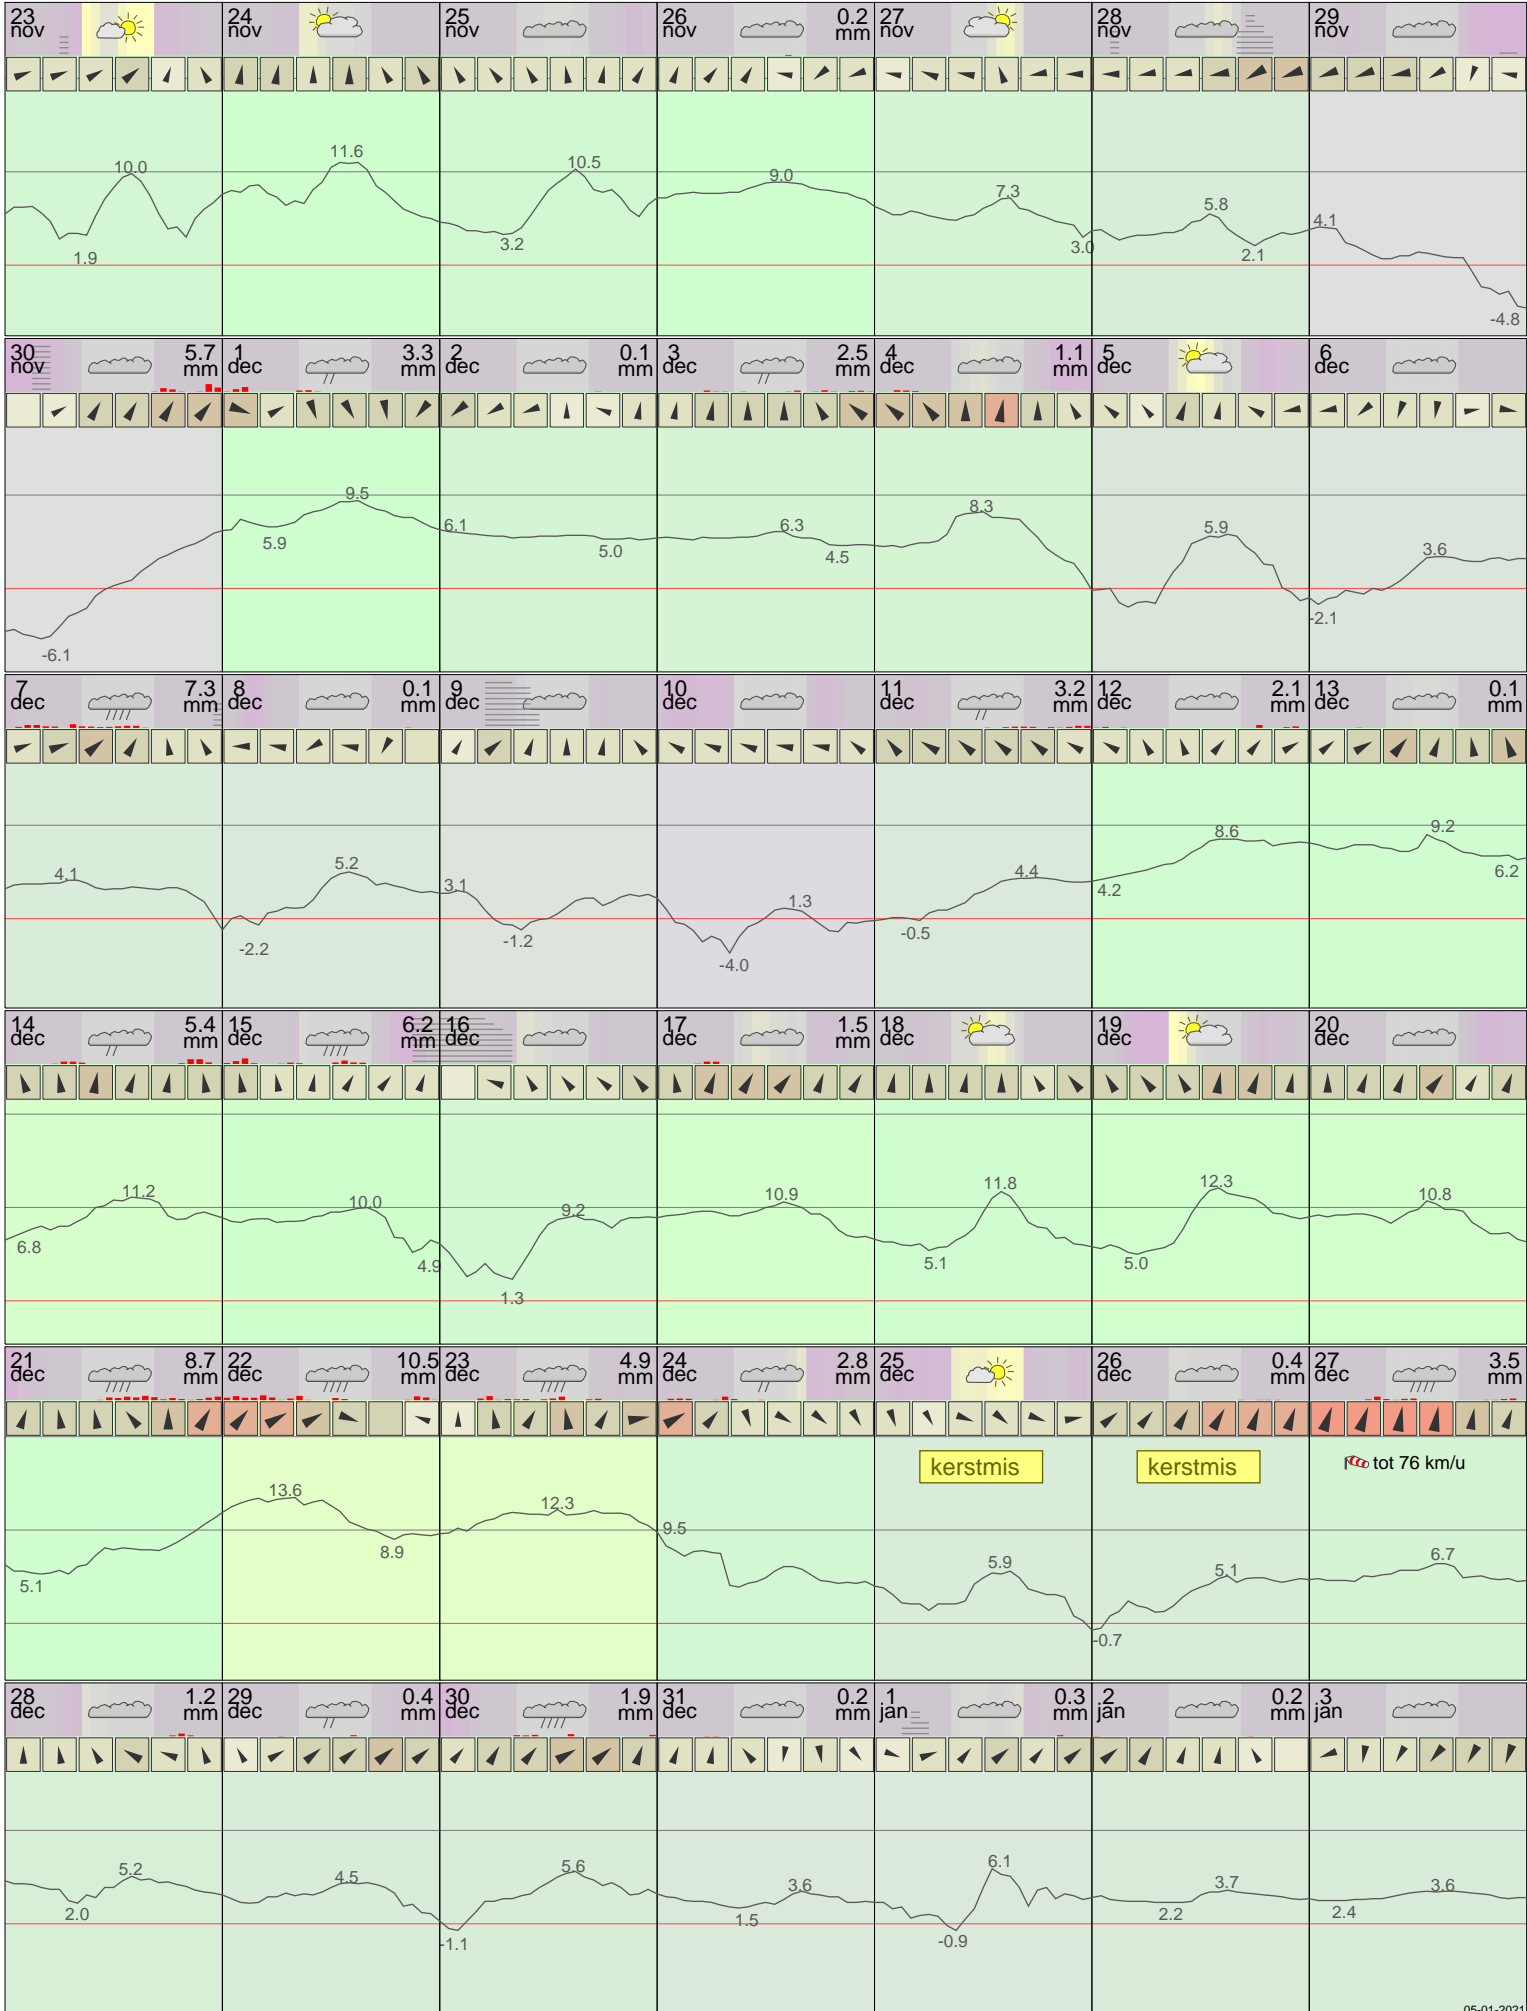 23 24 25 26 0.2 27 28 29
nov nov nov nov mm nov nov nov
10.0 11.6 10.5 9.0 7.3 5.8 4.1
1.9 3.2 3.0 2.1 -4.8
30 5.7 1 3.3 2 0.1 3 2.5 4 1.1 5 6
nov mm dec mm dec mm dec mm dec mm dec dec
9.5 6.1 6.3 8.3 5.9 3.6
-6.1 5.9 5.0 4.5 -2.1
7 7.3 8 0.1 9 10 11 3.2 12 2.1 13 0.1
dec mm dec mm dec dec dec mm dec mm dec mm
4.1 5.2 3.1 1.3 4.4 8.6 9.2
-2.2 -1.2 -4.0 -0.5 4.2 6.2
14 5.4 15 6.2 16 17 1.5 18 19 20
dec mm dec mm dec dec mm dec dec dec
11.2 10.0 9.2 10.9 11.8 12.3 10.8
6.8 4.9 1.3 5.1 5.0
21 8.7 22 10.5 23 4.9 24 2.8 25 26 0.4 27 3.5
dec mm dec mm dec mm dec mm dec dec mm dec mm
kerstmis kerstmis tot 76 km/u
13.6 12.3 9.5 5.9 5.1 6.7
5.1 8.9 -0.7
28 1.2 29 0.4 30 1.9 31 0.2 1 0.3 2 0.2 3
dec mm dec mm dec mm dec mm jan mm jan mm jan
5.2 4.5 5.6 3.6 6.1 3.7 3.6
2.0 -1.1 1.5 -0.9 2.2 2.4
05-01-2021